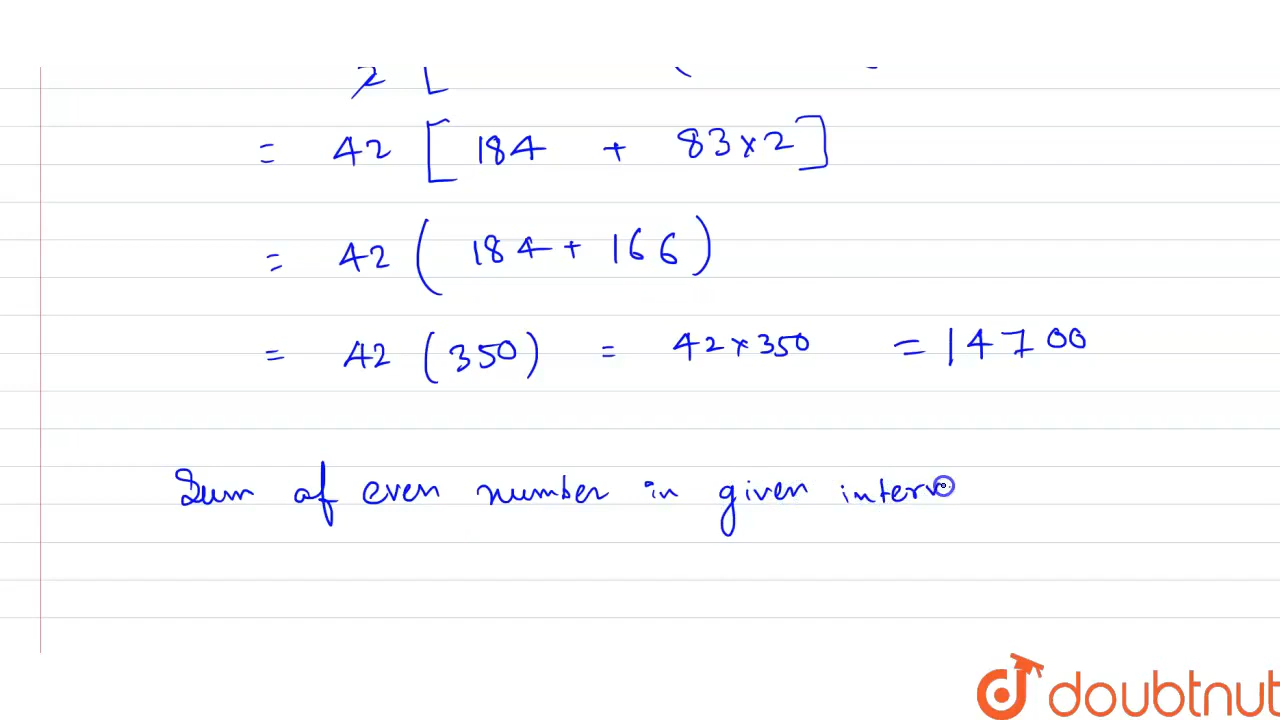 2 [
= 42 [ 184 + 83×2 ]
= 42 ( 184 + 166 )
= 42 ( 350 ) = 42×350 = 14700
Sum of even number in given interv
doubtnut